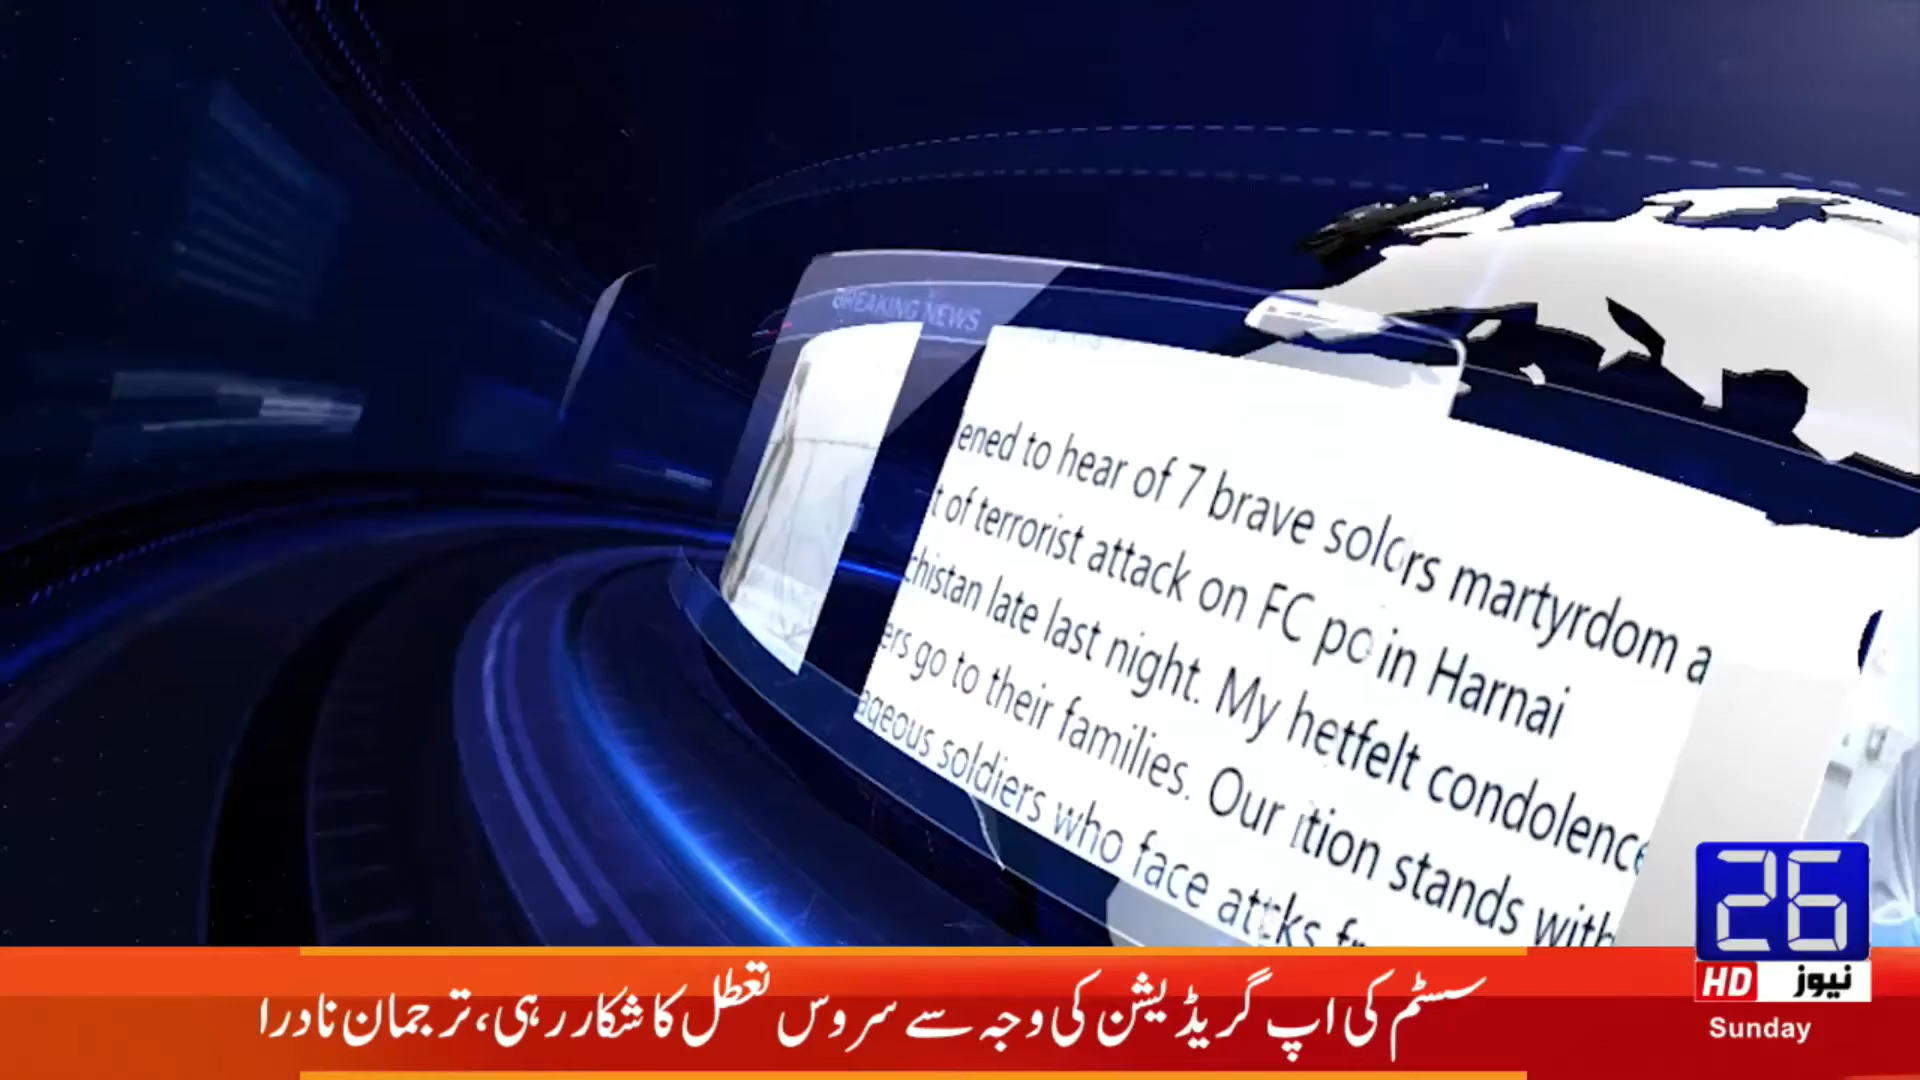 BREAKING NEWS
ened to hear of 7 brave solders martyrdom a
t of terrorist attack on FC po in Harnai
chistan late last night. My hetfelt condolence
ers go to their families. Our ition stands with
ageous soldiers who face
26
HD نیوز
Sunday
سسٹم کی اپ گریڈیشن کی وجہ سے سروس تعطل کا شکار رہی، ترجمان نادرا